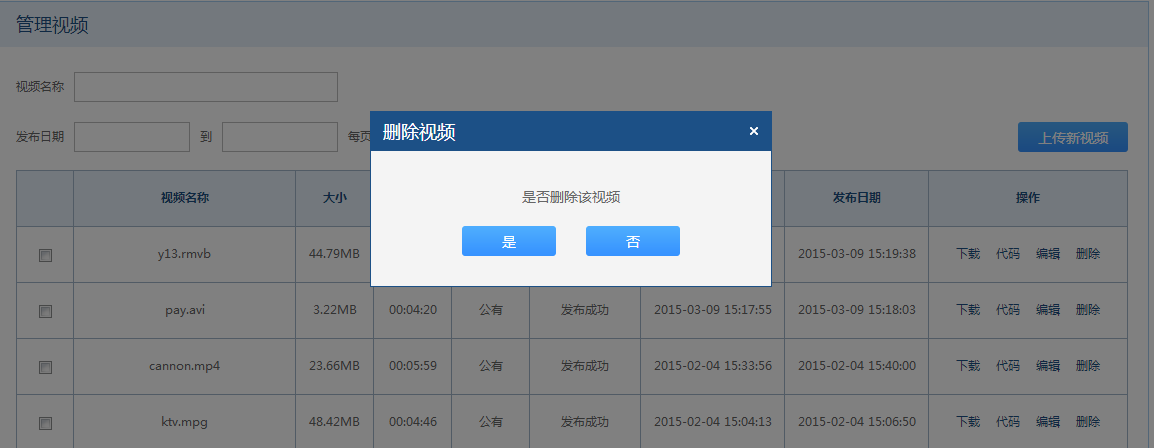 管理视频
视频名称
发布日期 到 每页
上传新视频
删除视频 ×
是否删除该视频
是 否
视频名称 大小 发布日期 操作
y13.rmvb 44.79MB 2015-03-09 15:19:38 下载 代码 编辑 删除
pay.avi 3.22MB 00:04:20 公有 发布成功 2015-03-09 15:17:55 2015-03-09 15:18:03 下载 代码 编辑 删除
cannon.mp4 23.66MB 00:05:59 公有 发布成功 2015-02-04 15:33:56 2015-02-04 15:40:00 下载 代码 编辑 删除
ktv.mpg 48.42MB 00:04:46 公有 发布成功 2015-02-04 15:04:13 2015-02-04 15:06:50 下载 代码 编辑 删除